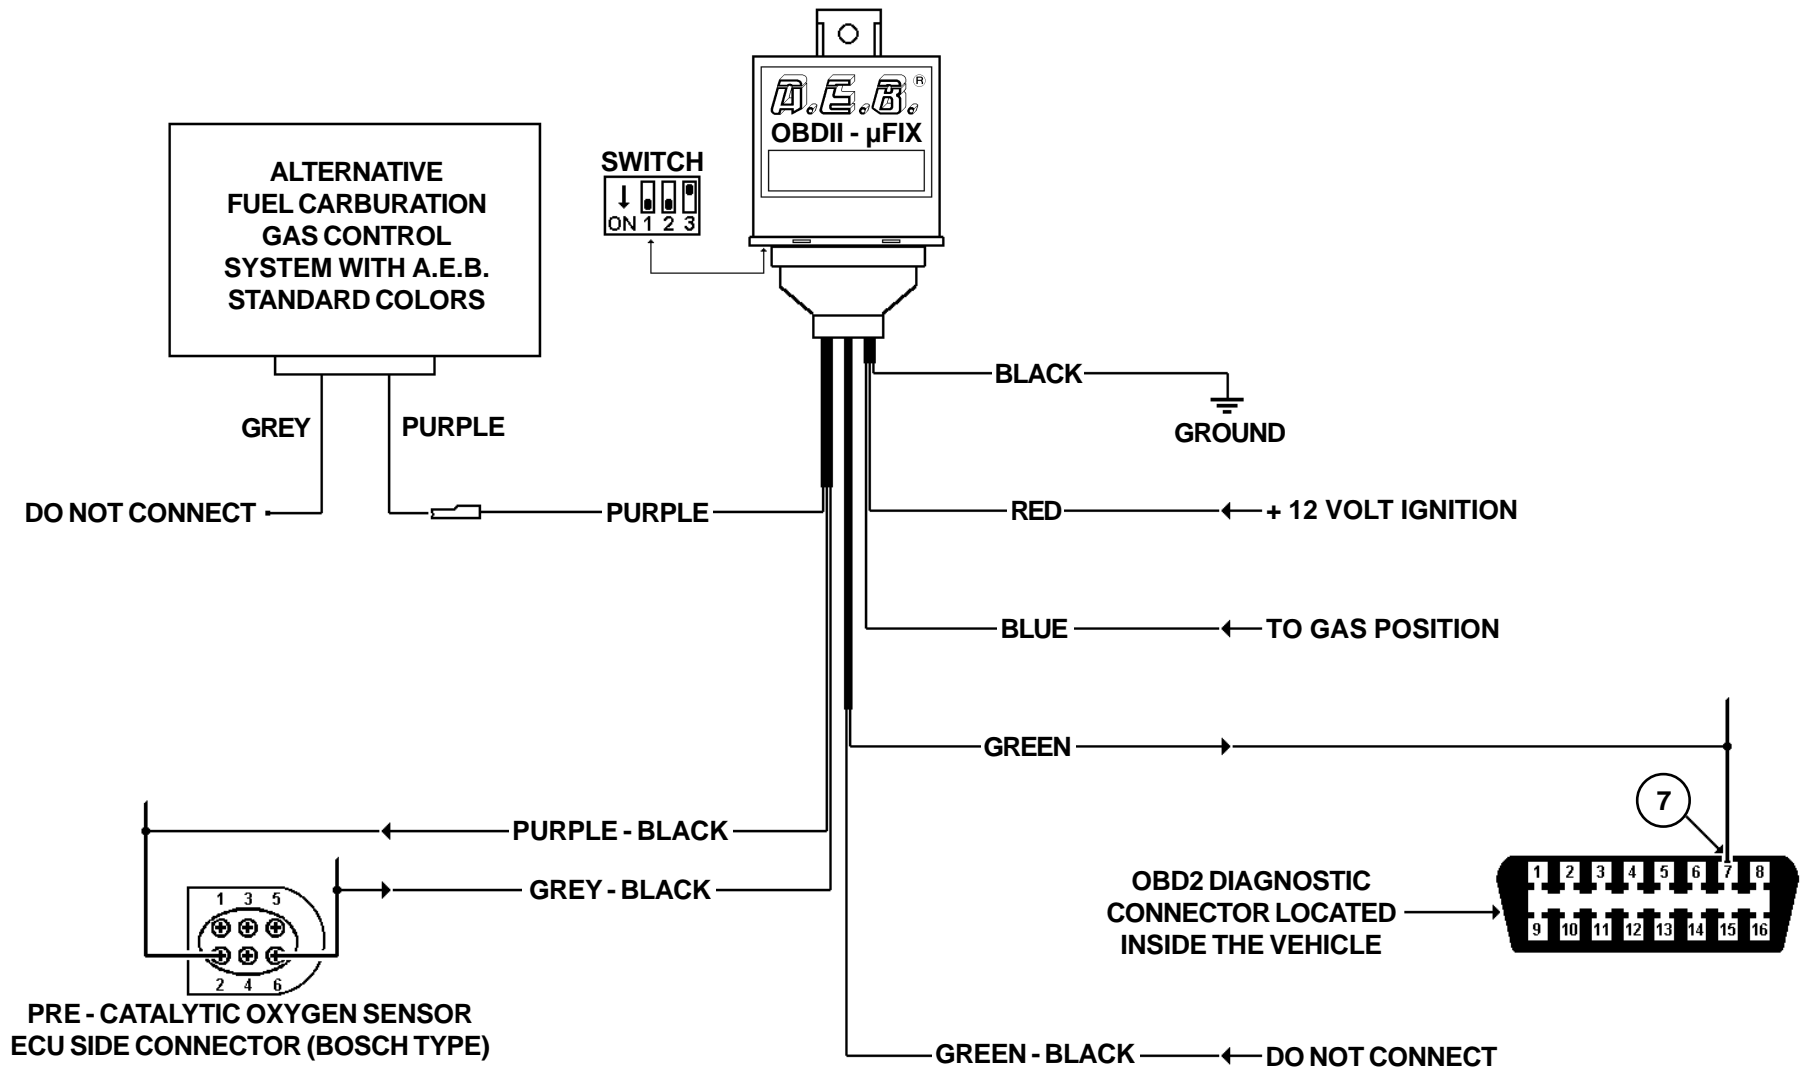 A.E.B.®
OBDII - µFIX
SWITCH
ON 1 2 3
ALTERNATIVE
FUEL CARBURATION
GAS CONTROL
SYSTEM WITH A.E.B.
STANDARD COLORS
GREY
PURPLE
DO NOT CONNECT
PURPLE
BLACK
GROUND
RED
+ 12 VOLT IGNITION
BLUE
TO GAS POSITION
GREEN
7
PURPLE - BLACK
GREY - BLACK
1 3 5
2 4 6
PRE - CATALYTIC OXYGEN SENSOR
ECU SIDE CONNECTOR (BOSCH TYPE)
OBD2 DIAGNOSTIC
CONNECTOR LOCATED
INSIDE THE VEHICLE
1 2 3 4 5 6 7 8
9 10 11 12 13 14 15 16
GREEN - BLACK
DO NOT CONNECT